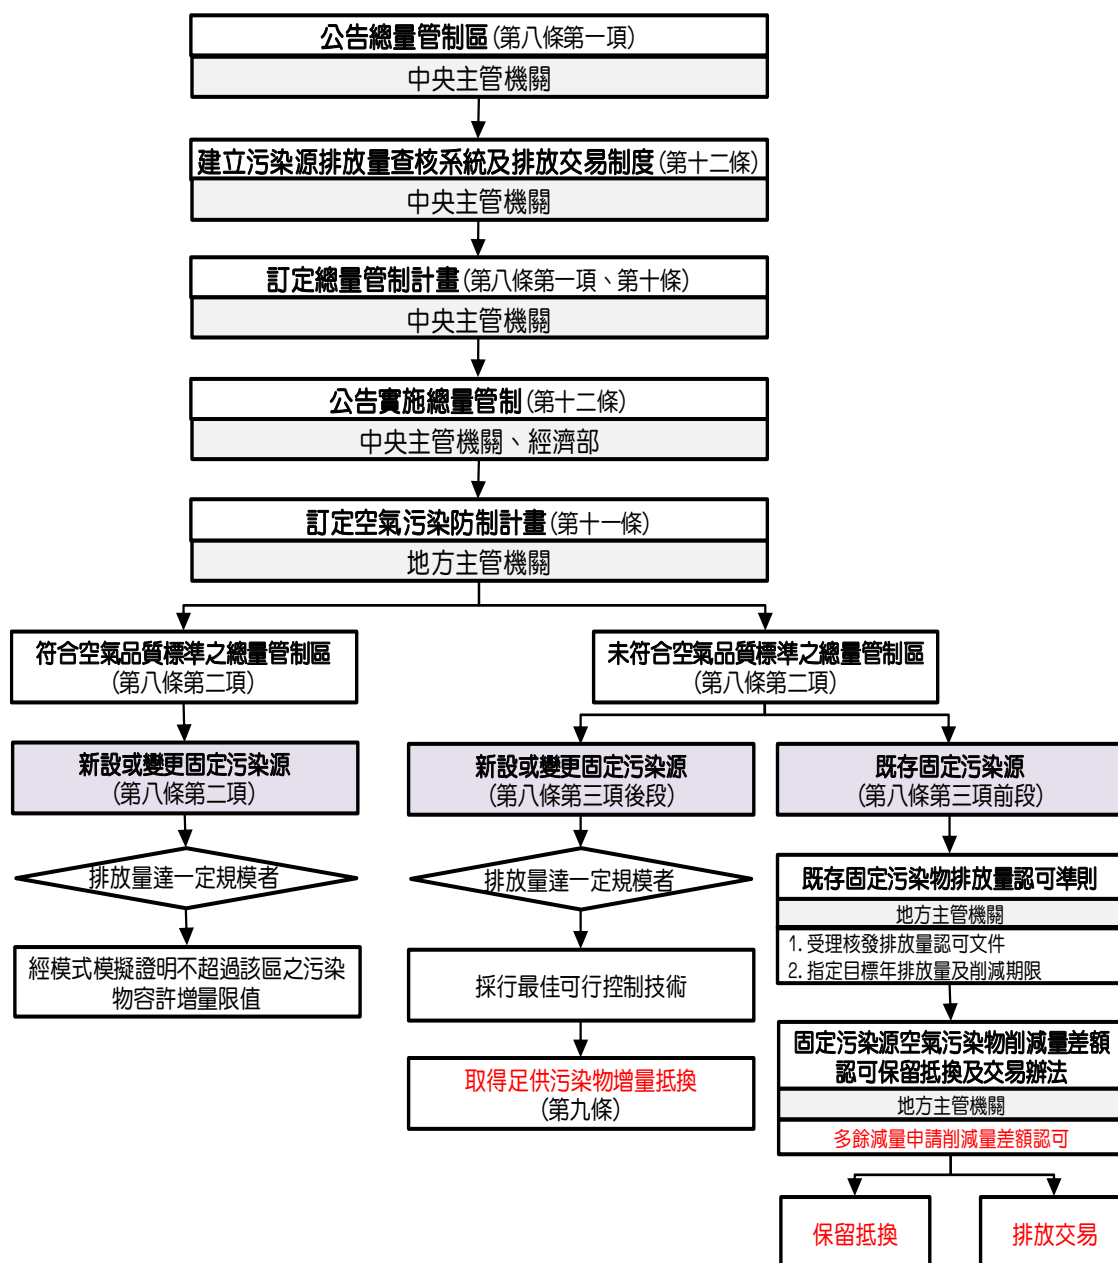 公告總量管制區(第八條第一項)
中央主管機關
建立污染源排放量查核系統及排放交易制度(第十二條)
中央主管機關
訂定總量管制計畫(第八條第一項、第十條)
中央主管機關
公告實施總量管制(第十二條)
中央主管機關、經濟部
訂定空氣污染防制計畫(第十一條)
地方主管機關
符合空氣品質標準之總量管制區
(第八條第二項)
未符合空氣品質標準之總量管制區
(第八條第二項)
新設或變更固定污染源
(第八條第二項)
新設或變更固定污染源
(第八條第三項後段)
既存固定污染源
(第八條第三項前段)
排放量達一定規模者
排放量達一定規模者
既存固定污染物排放量認可準則
地方主管機關
1. 受理核發排放量認可文件
2. 指定目標年排放量及削減期限
經模式模擬證明不超過該區之污染
物容許增量限值
採行最佳可行控制技術
固定污染源空氣污染物削減量差額
認可保留抵換及交易辦法
地方主管機關
多餘減量申請削減量差額認可
取得足供污染物增量抵換
(第九條)
保留抵換
排放交易